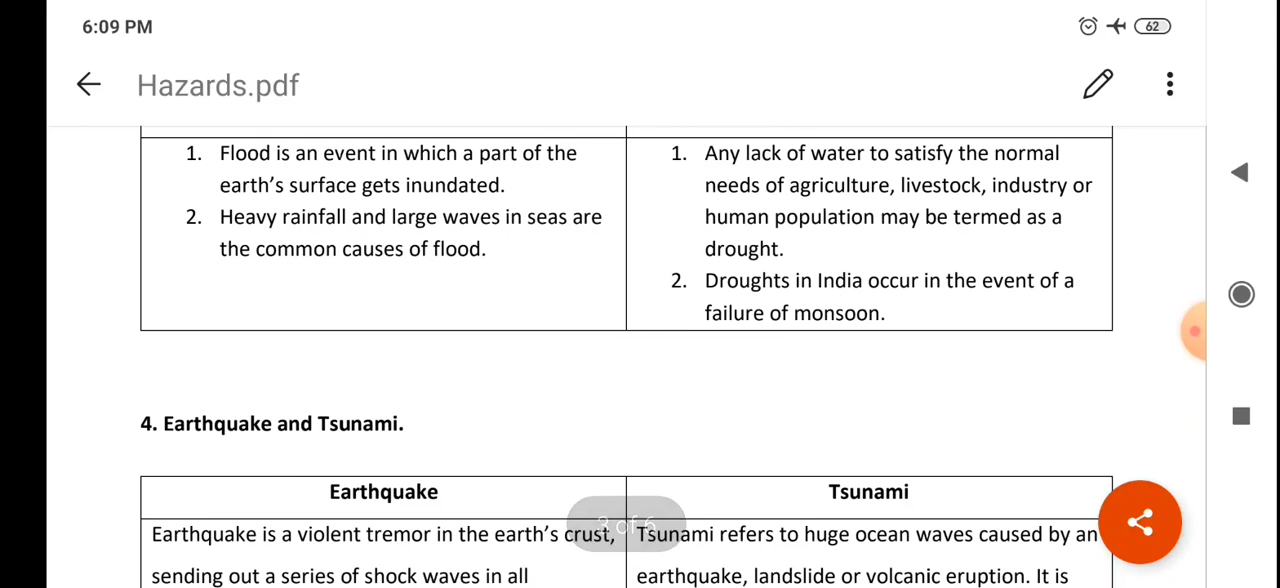 6:09 PM
62
Hazards.pdf
1. Flood is an event in which a part of the
earth's surface gets inundated.
2. Heavy rainfall and large waves in seas are
the common causes of flood.
1. Any lack of water to satisfy the normal
needs of agriculture, livestock, industry or
human population may be termed as a
drought.
2. Droughts in India occur in the event of a
failure of monsoon.
4. Earthquake and Tsunami.
Earthquake
Tsunami
3 of 6
Earthquake is a violent tremor in the earth's crust,
sending out a series of shock waves in all
Tsunami refers to huge ocean waves caused by an
earthquake, landslide or volcanic eruption. It is